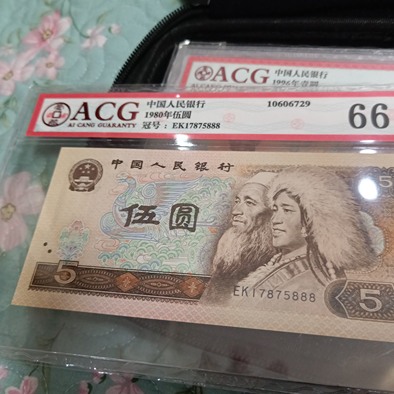 ACG
中国人民银行
1996年壹圆
ACG
AI CANG GUARANTY
中国人民银行
1980年伍圆
冠号：EK17875888
10606729
66
中国人民银行
伍圆
5
EK17875888
5